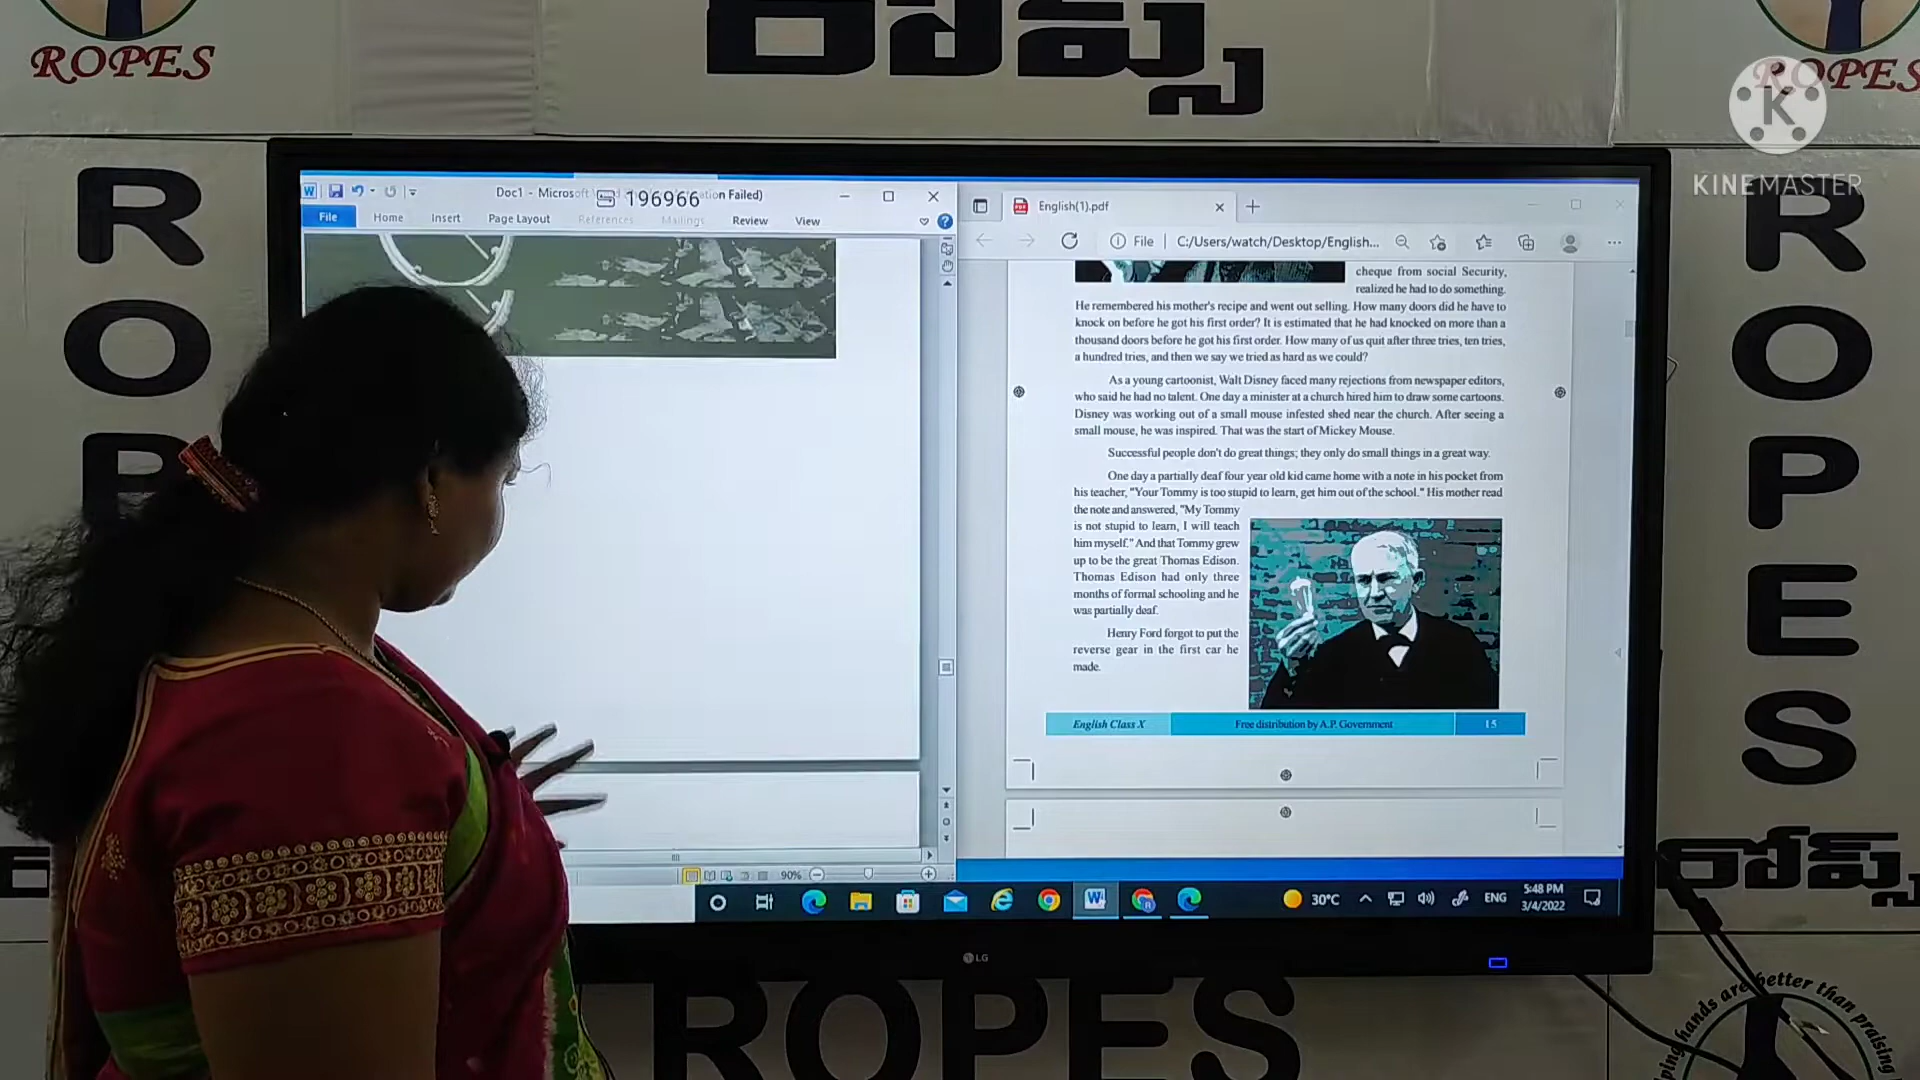 ROPES
రోప్స్
ROPES
K
KINEMASTER
ROPES
ROPES
Doc1 - Microsoft
196966
ation Failed)
File Home Insert Page Layout References Mailings Review View
English(1).pdf
File | C:/Users/watch/Desktop/English...
cheque from social Security,
realized he had to do something.
He remembered his mother's recipe and went out selling. How many doors did he have to
knock on before he got his first order? It is estimated that he had knocked on more than a
thousand doors before he got his first order. How many of us quit after three tries, ten tries,
a hundred tries, and then we say we tried as hard as we could?
As a young cartoonist, Walt Disney faced many rejections from newspaper editors,
who said he had no talent. One day a minister at a church hired him to draw some cartoons.
Disney was working out of a small mouse infested shed near the church. After seeing a
small mouse, he was inspired. That was the start of Mickey Mouse.
Successful people don't do great things; they only do small things in a great way.
One day a partially deaf four year old kid came home with a note in his pocket from
his teacher, "Your Tommy is too stupid to learn, get him out of the school." His mother read
the note and answered, "My Tommy
is not stupid to learn, I will teach
him myself." And that Tommy grew
up to be the great Thomas Edison.
Thomas Edison had only three
months of formal schooling and he
was partially deaf.
Henry Ford forgot to put the
reverse gear in the first car he
made.
English Class X Free distribution by A.P. Government 15
90%
30°C ENG 5:48 PM
3/4/2022
LG
రోప్స్
ROPES
hands are better than praising